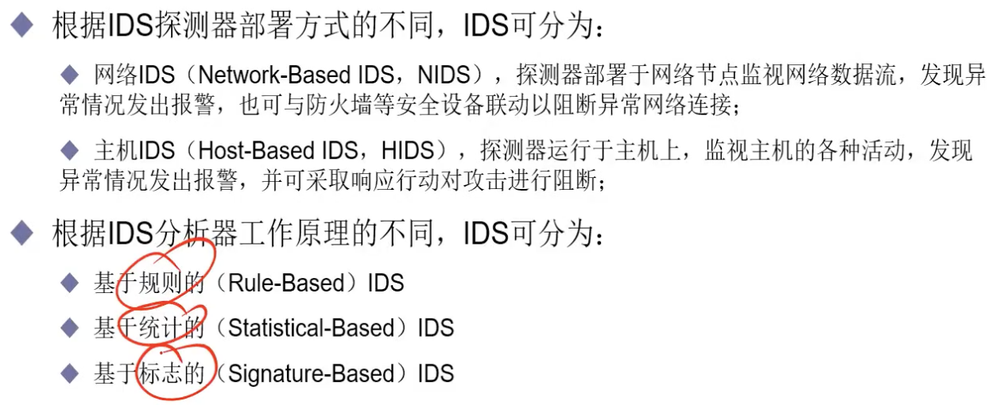 根据IDS探测器部署方式的不同，IDS可分为：
网络IDS（Network-Based IDS，NIDS），探测器部署于网络节点监视网络数据流，发现异
常情况发出报警，也可与防火墙等安全设备联动以阻断异常网络连接；
主机IDS（Host-Based IDS，HIDS），探测器运行于主机上，监视主机的各种活动，发现
异常情况发出报警，并可采取响应行动对攻击进行阻断；
根据IDS分析器工作原理的不同，IDS可分为：
基于规则的（Rule-Based）IDS
基于统计的（Statistical-Based）IDS
基于标志的（Signature-Based）IDS